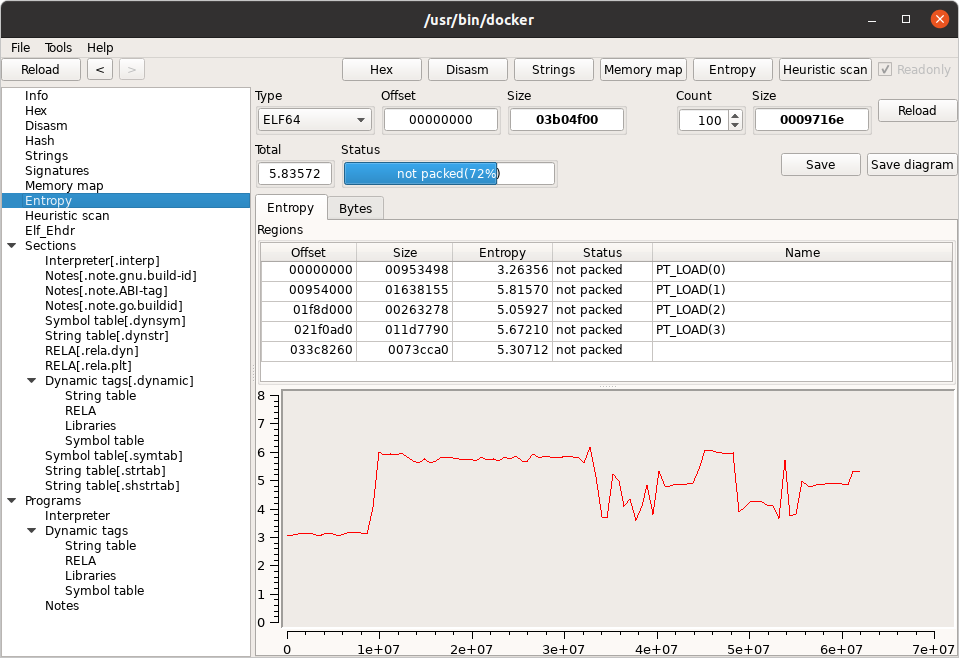 /usr/bin/docker
File Tools Help
Reload < > Hex Disasm Strings Memory map Entropy Heuristic scan Readonly
Info
Hex
Disasm
Hash
Strings
Signatures
Memory map
Entropy
Heuristic scan
Elf_Ehdr
Sections
Interpreter[.interp]
Notes[.note.gnu.build-id]
Notes[.note.ABI-tag]
Notes[.note.go.buildid]
Symbol table[.dynsym]
String table[.dynstr]
RELA[.rela.dyn]
RELA[.rela.plt]
Dynamic tags[.dynamic]
String table
RELA
Libraries
Symbol table
Symbol table[.symtab]
String table[.strtab]
String table[.shstrtab]
Programs
Interpreter
Dynamic tags
String table
RELA
Libraries
Symbol table
Notes
Type Offset Size Count Size
ELF64 00000000 03b04f00 100 0009716e Reload
Total Status
5.83572 not packed(72%) Save Save diagram
Entropy Bytes
Regions
Offset Size Entropy Status Name
00000000 00953498 3.26356 not packed PT_LOAD(0)
00954000 01638155 5.81570 not packed PT_LOAD(1)
01f8d000 00263278 5.05927 not packed PT_LOAD(2)
021f0ad0 011d7790 5.67210 not packed PT_LOAD(3)
033c8260 0073cca0 5.30712 not packed
8
7
6
5
4
3
2
1
0
0 1e+07 2e+07 3e+07 4e+07 5e+07 6e+07 7e+07